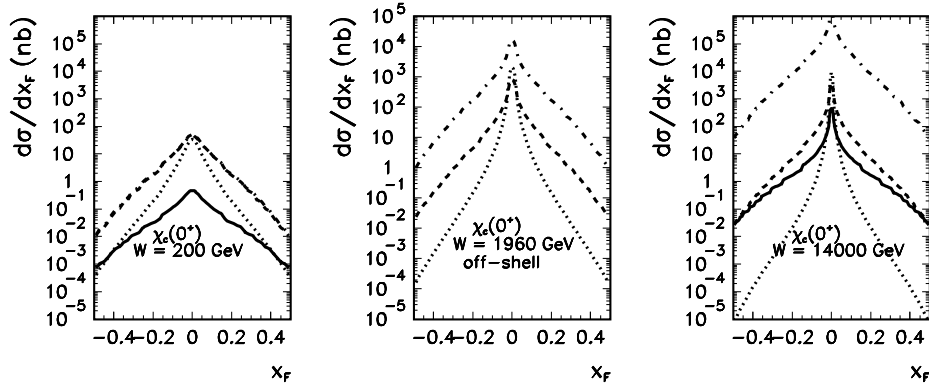 dσ/dx_F (nb)
10^5
10^4
10^3
10^2
10
1
10^-1
10^-2
10^-3
10^-4
10^-5
χ_c(0^+)
W = 200 GeV
-0.4 -0.2 0 0.2 0.4
x_F
dσ/dx_F (nb)
10^5
10^4
10^3
10^2
10
1
10^-1
10^-2
10^-3
10^-4
10^-5
χ_c(0^+)
W = 1960 GeV
off-shell
-0.4 -0.2 0 0.2 0.4
x_F
dσ/dx_F (nb)
10^5
10^4
10^3
10^2
10
1
10^-1
10^-2
10^-3
10^-4
10^-5
χ_c(0^+)
W = 14000 GeV
-0.4 -0.2 0 0.2 0.4
x_F